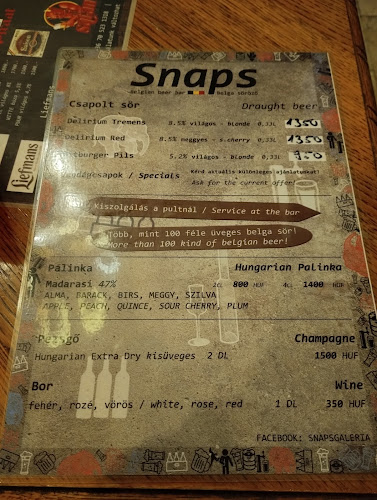 Snaps
Belgian beer bar Belga söröző
Csapolt sör Draught beer
Delirium Tremens 8.5% világos - blonde 0,33L 1350
Delirium Red 8.5% meggyes - s.cherry 0,33L 1350
burger Pils 5,2% világos - blonde 0,33L
Vendégcsapok / Specials Kérd aktuális különleges ajánlatunkat!
Ask for the current offer!
Kiszolgálás a pultnál / Service at the bar
Több, mint 100 féle üveges belga sör!
More than 100 kind of belgian beer!
Pálinka Hungarian Palinka
Madarasi 47% 2cL 800 HUF 4cL 1400 HUF
ALMA, BARACK, BIRS, MEGGY, SZILVA
APPLE, PEACH, QUINCE, SOUR CHERRY, PLUM
Pezsgő Champagne
Hungarian Extra Dry kisüveges 2 DL 1500 HUF
Bor Wine
fehér, rozé, vörös / white, rose, red 1 DL 350 HUF
FACEBOOK: SNAPSGALERIA
Liefmans
Liefmans